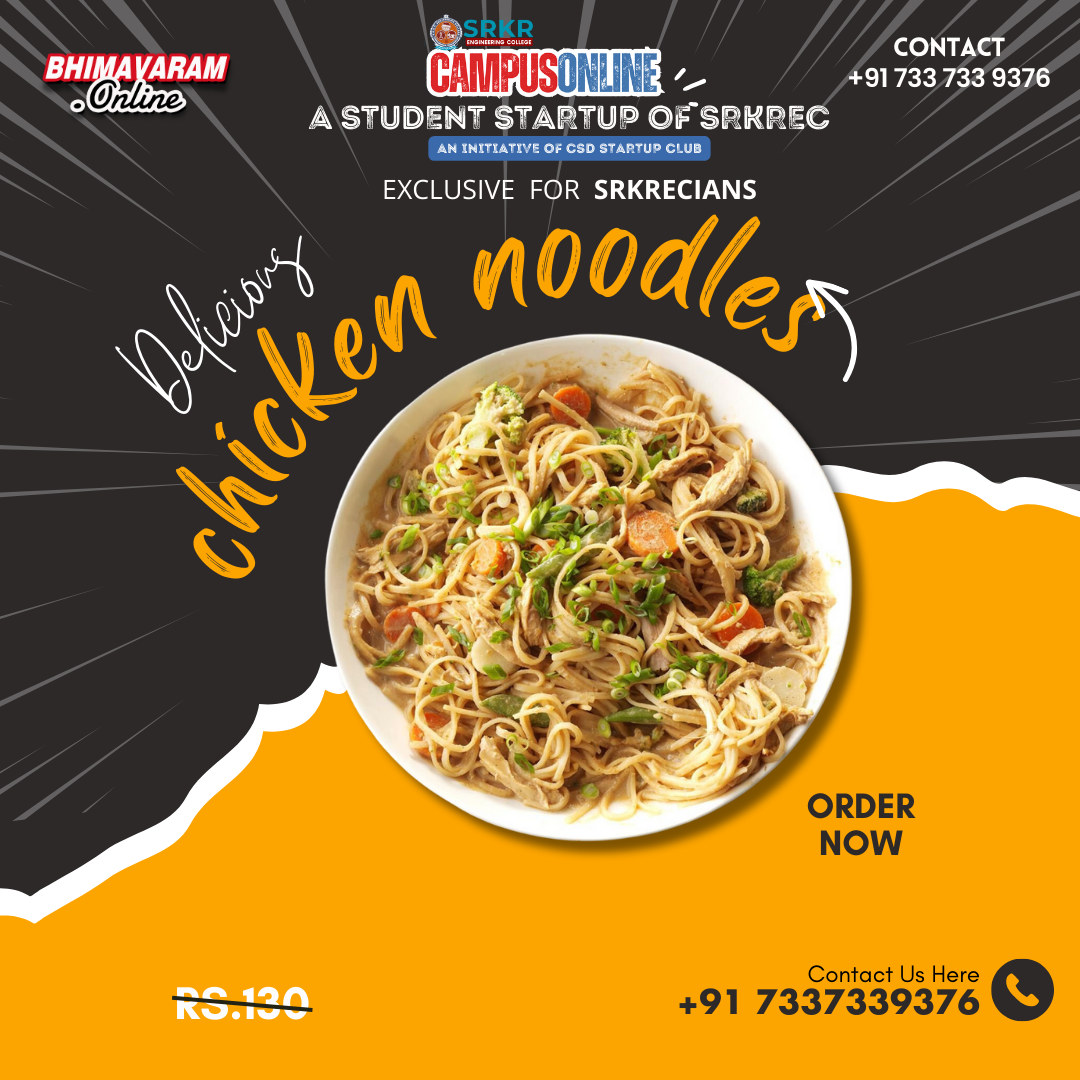 BHIMAVARAM
.Online
SRKR
ENGINEERING COLLEGE
CAMPUSONLINE
A STUDENT STARTUP OF SRKREC
AN INITIATIVE OF CSD STARTUP CLUB
EXCLUSIVE FOR SRKRECIANS
CONTACT
+91 733 733 9376
Delicious
chicken noodles
ORDER
NOW
RS.130
Contact Us Here
+91 7337339376